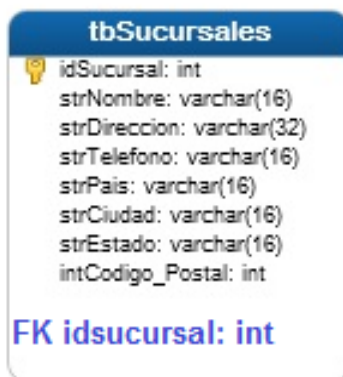 tbSucursales
idSucursal: int
strNombre: varchar(16)
strDireccion: varchar(32)
strTelefono: varchar(16)
strPais: varchar(16)
strCiudad: varchar(16)
strEstado: varchar(16)
intCodigo_Postal: int
FK idsucursal: int